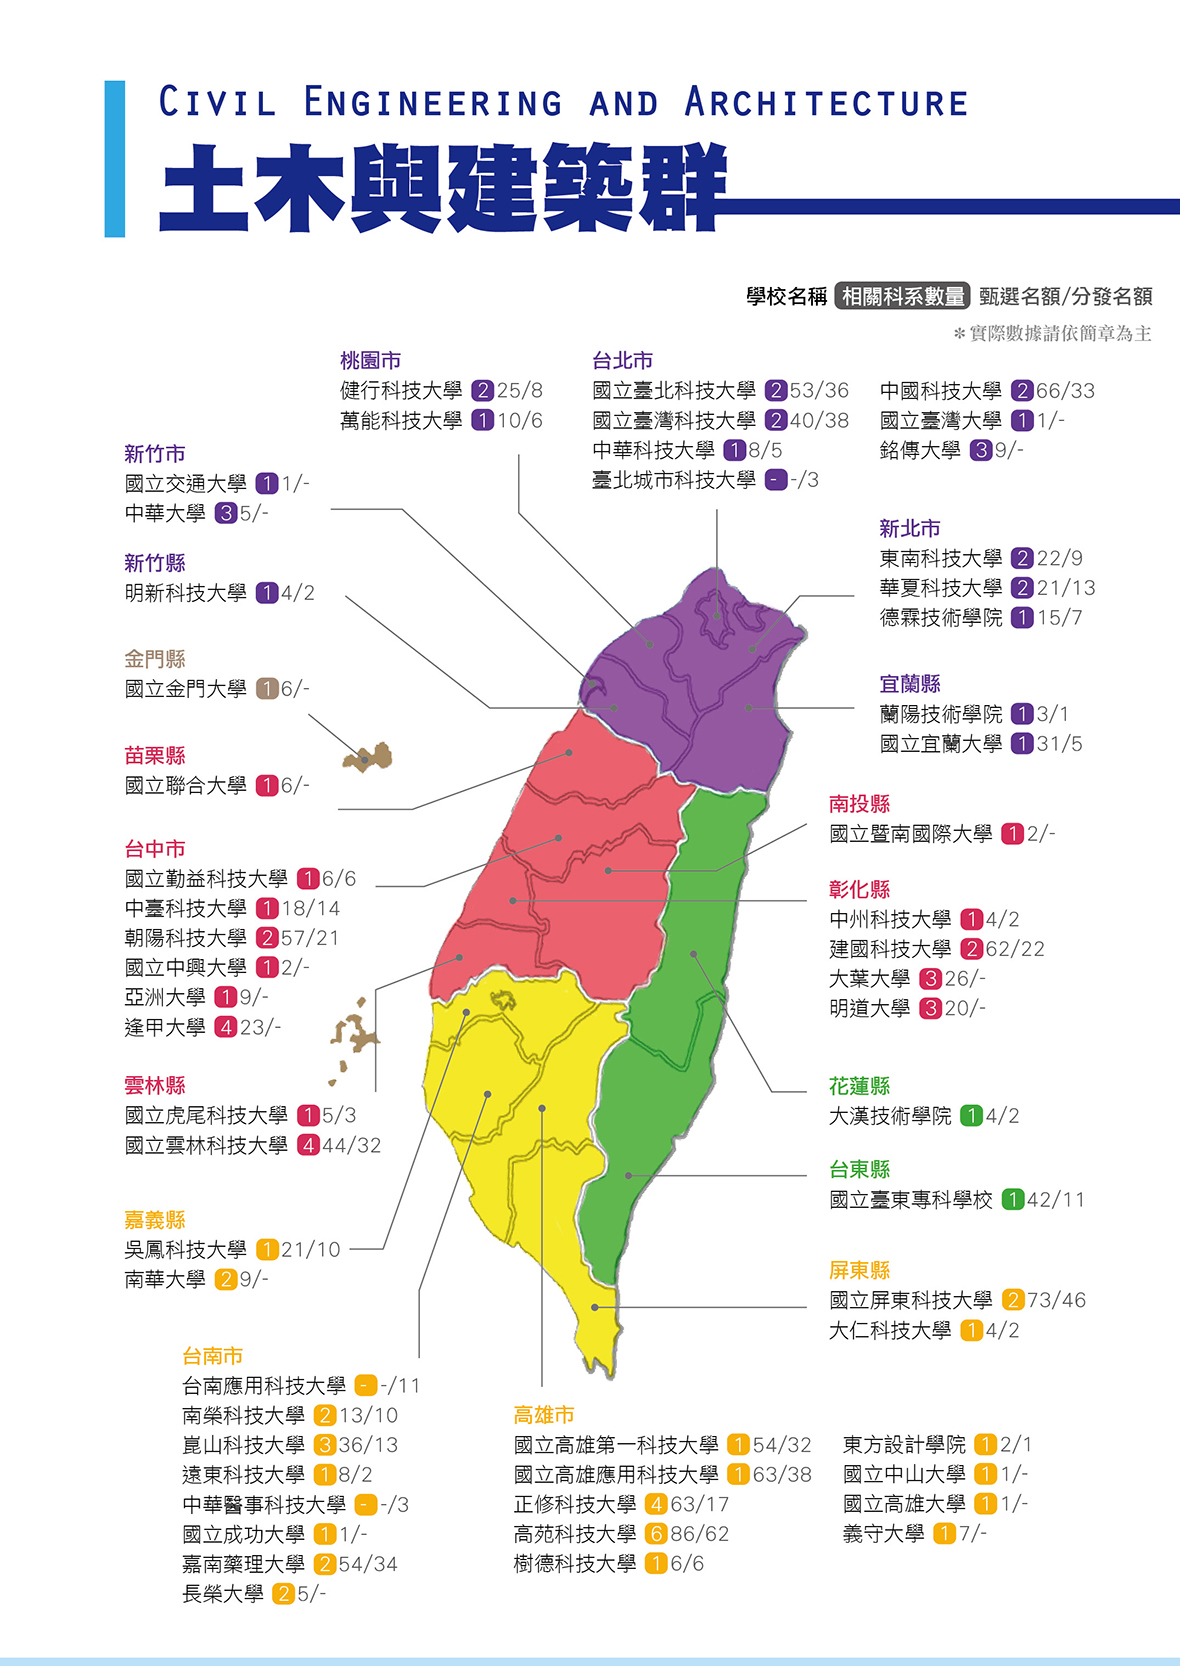 CIVIL ENGINEERING AND ARCHITECTURE
土木與建築群
學校名稱 相關科系數量 甄選名額/分發名額
＊實際數據請依簡章為主
桃園市
健行科技大學 2 25/8
萬能科技大學 1 10/6
台北市
國立臺北科技大學 2 53/36
國立臺灣科技大學 2 40/38
中華科技大學 1 8/5
臺北城市科技大學 - -/3
中國科技大學 2 66/33
國立臺灣大學 1 1/-
銘傳大學 3 9/-
新竹市
國立交通大學 1 1/-
中華大學 3 5/-
新竹縣
明新科技大學 1 4/2
新北市
東南科技大學 2 22/9
華夏科技大學 2 21/13
德霖技術學院 1 15/7
金門縣
國立金門大學 1 6/-
宜蘭縣
蘭陽技術學院 1 3/1
國立宜蘭大學 1 31/5
苗栗縣
國立聯合大學 1 6/-
南投縣
國立暨南國際大學 1 2/-
台中市
國立勤益科技大學 1 6/6
中臺科技大學 1 18/14
朝陽科技大學 2 57/21
國立中興大學 1 2/-
亞洲大學 1 9/-
逢甲大學 4 23/-
彰化縣
中州科技大學 1 4/2
建國科技大學 2 62/22
大葉大學 3 26/-
明道大學 3 20/-
雲林縣
國立虎尾科技大學 1 5/3
國立雲林科技大學 4 44/32
花蓮縣
大漢技術學院 1 4/2
台東縣
國立臺東專科學校 1 42/11
嘉義縣
吳鳳科技大學 1 21/10
南華大學 2 9/-
屏東縣
國立屏東科技大學 2 73/46
大仁科技大學 1 4/2
台南市
台南應用科技大學 - -/11
南榮科技大學 2 13/10
崑山科技大學 3 36/13
遠東科技大學 1 8/2
中華醫事科技大學 - -/3
國立成功大學 1 1/-
嘉南藥理大學 2 54/34
長榮大學 2 5/-
高雄市
國立高雄第一科技大學 1 54/32
國立高雄應用科技大學 1 63/38
正修科技大學 4 63/17
高苑科技大學 6 86/62
樹德科技大學 1 6/6
東方設計學院 1 2/1
國立中山大學 1 1/-
國立高雄大學 1 1/-
義守大學 1 7/-